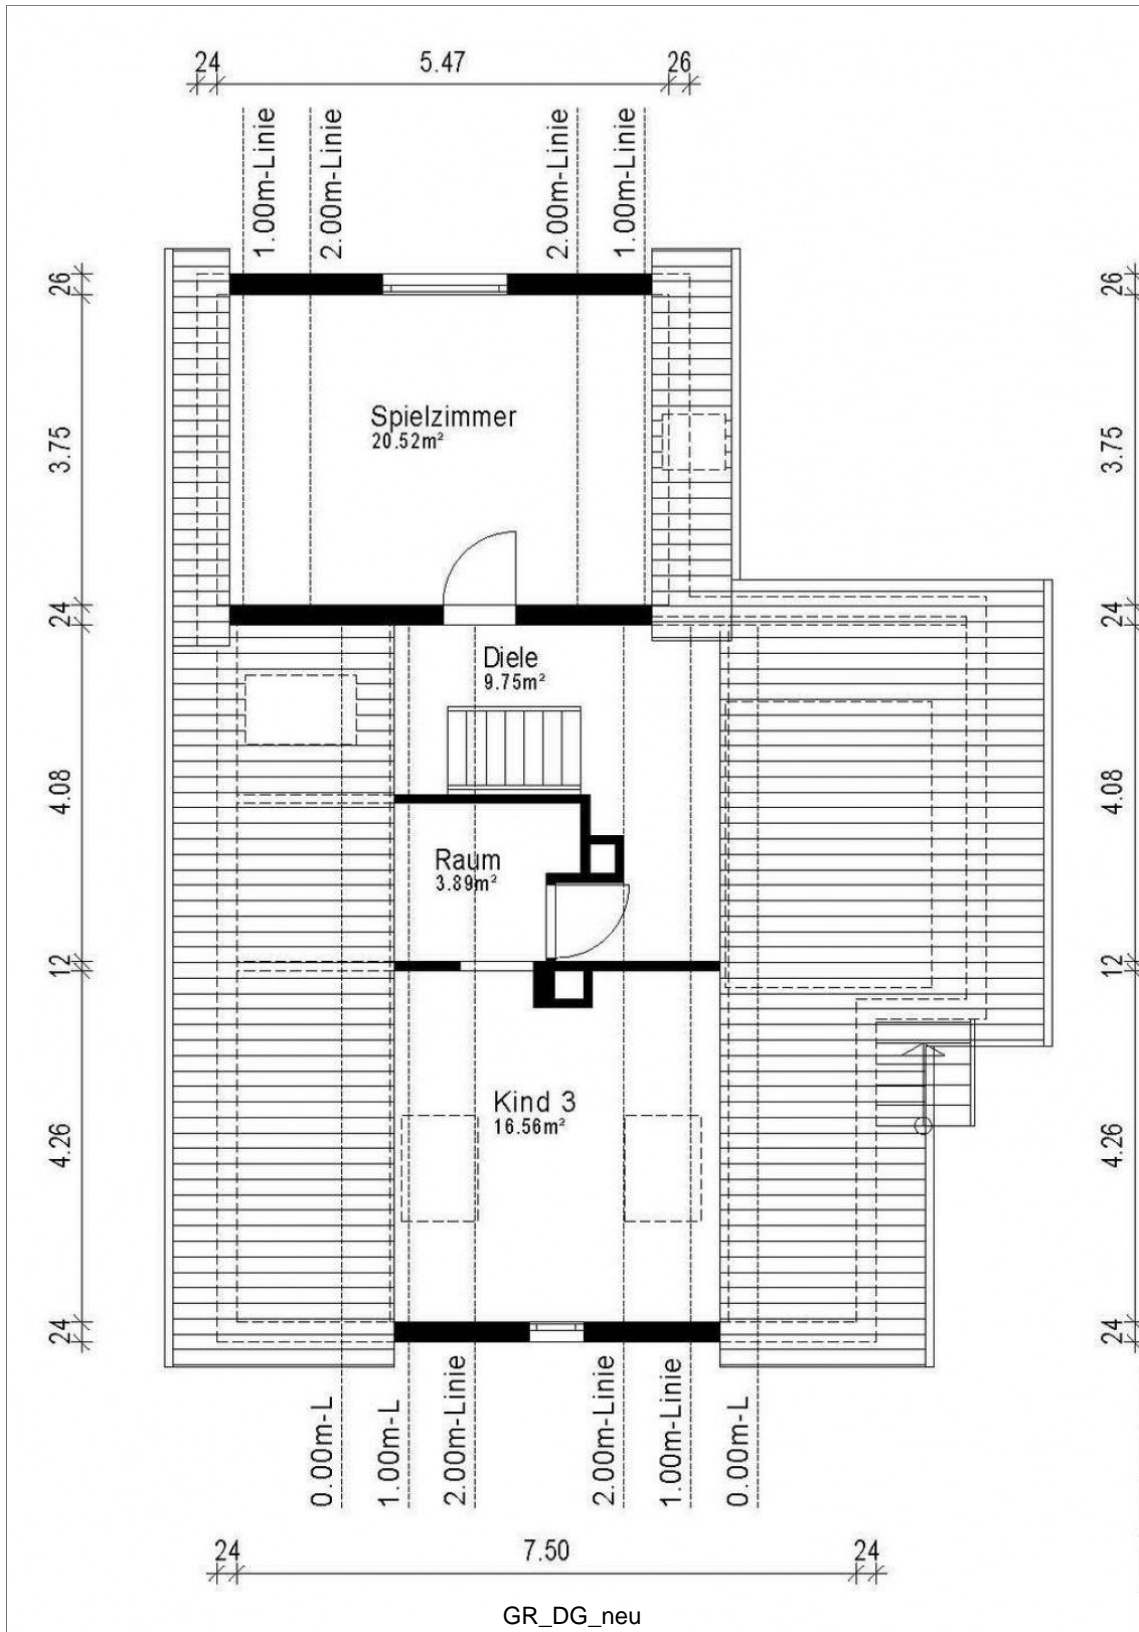 24 5.47 26
1.00m-Linie
2.00m-Linie
2.00m-Linie
1.00m-Linie
26
3.75
24
4.08
12
4.26
24
26
3.75
24
4.08
12
4.26
24
Spielzimmer
20.52m²
Diele
9.75m²
Raum
3.89m²
Kind 3
16.56m²
0.00m-L
1.00m-L
2.00m-Linie
2.00m-Linie
1.00m-Linie
0.00m-L
24 7.50 24
GR_DG_neu